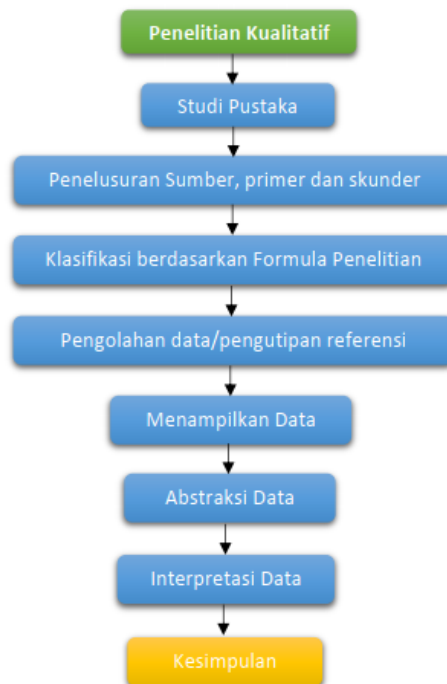 Penelitian Kualitatif
Studi Pustaka
Penelusuran Sumber, primer dan skunder
Klasifikasi berdasarkan Formula Penelitian
Pengolahan data/pengutipan referensi
Menampilkan Data
Abstraksi Data
Interpretasi Data
Kesimpulan